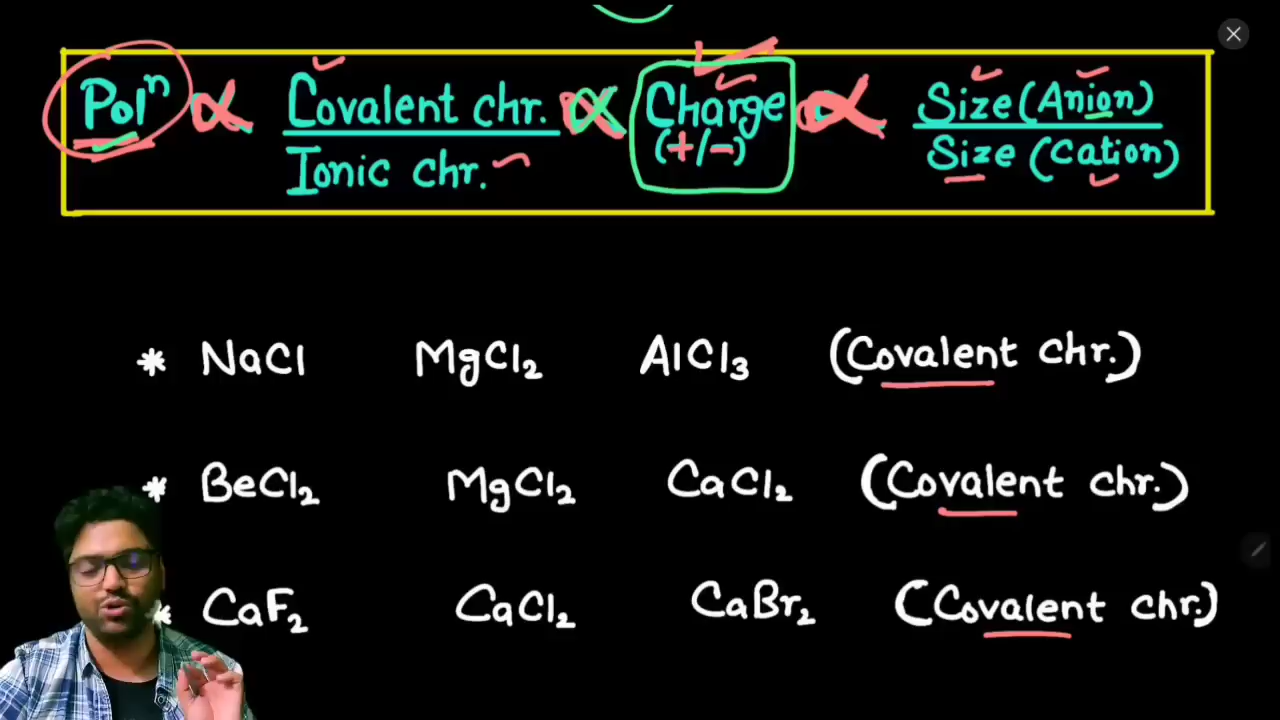 Polⁿ ∝ Covalent chr. / Ionic chr. ∝ Charge (+/-) ∝ Size (Anion) / Size (Cation)
* NaCl MgCl₂ AlCl₃ (Covalent chr.)
* BeCl₂ MgCl₂ CaCl₂ (Covalent chr.)
* CaF₂ CaCl₂ CaBr₂ (Covalent chr.)